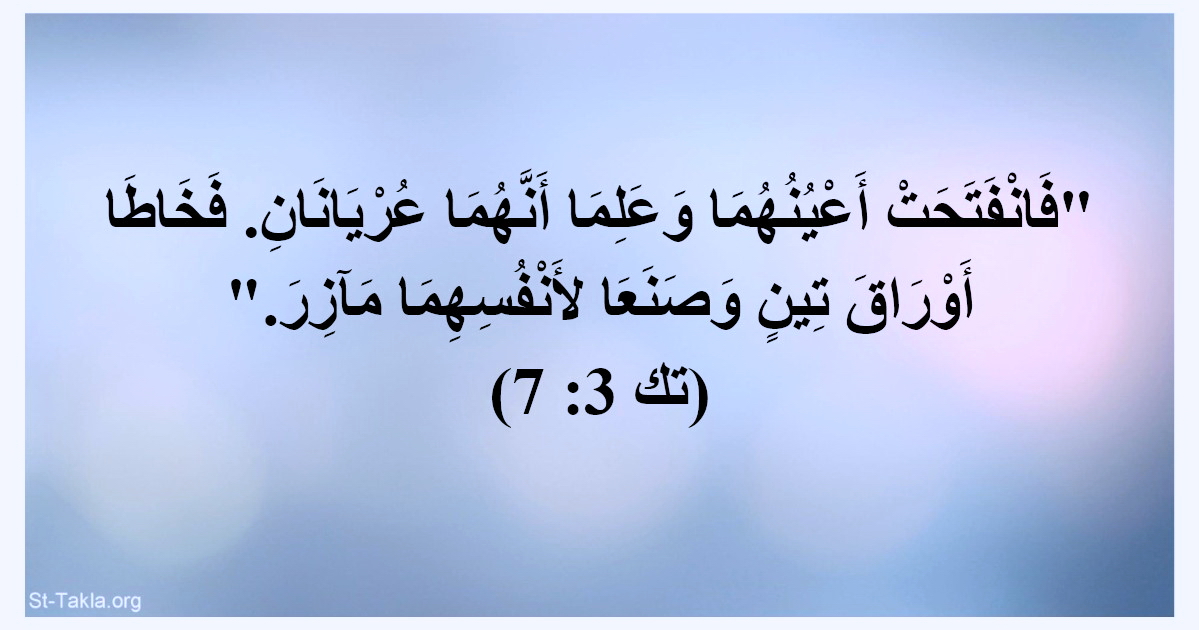 "فَانْفَتَحَتْ أَعْيُنُهُمَا وَعَلِمَا أَنَّهُمَا عُرْيَانَانِ. فَخَاطَا
أَوْرَاقَ تِينٍ وَصَنَعَا لأَنْفُسِهِمَا مَآزِرَ."
(تك 3: 7)
St-Takla.org